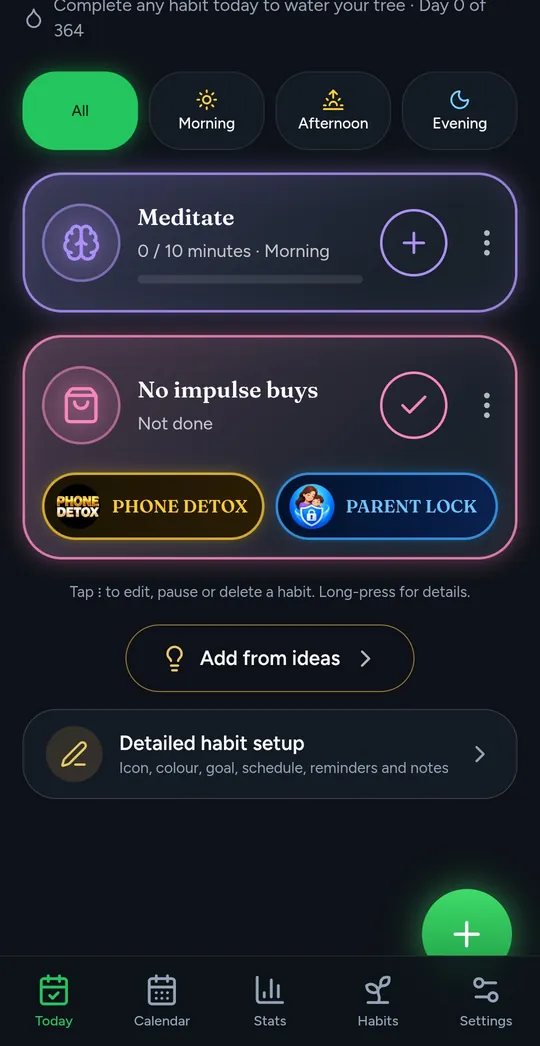 Complete any habit today to water your tree · Day 0 of
364
All
Morning
Afternoon
Evening
Meditate
0 / 10 minutes · Morning
No impulse buys
Not done
PHONE DETOX
PHONE DETOX
PARENT LOCK
Tap ⋮ to edit, pause or delete a habit. Long-press for details.
Add from ideas
Detailed habit setup
Icon, colour, goal, schedule, reminders and notes
Today
Calendar
Stats
Habits
Settings